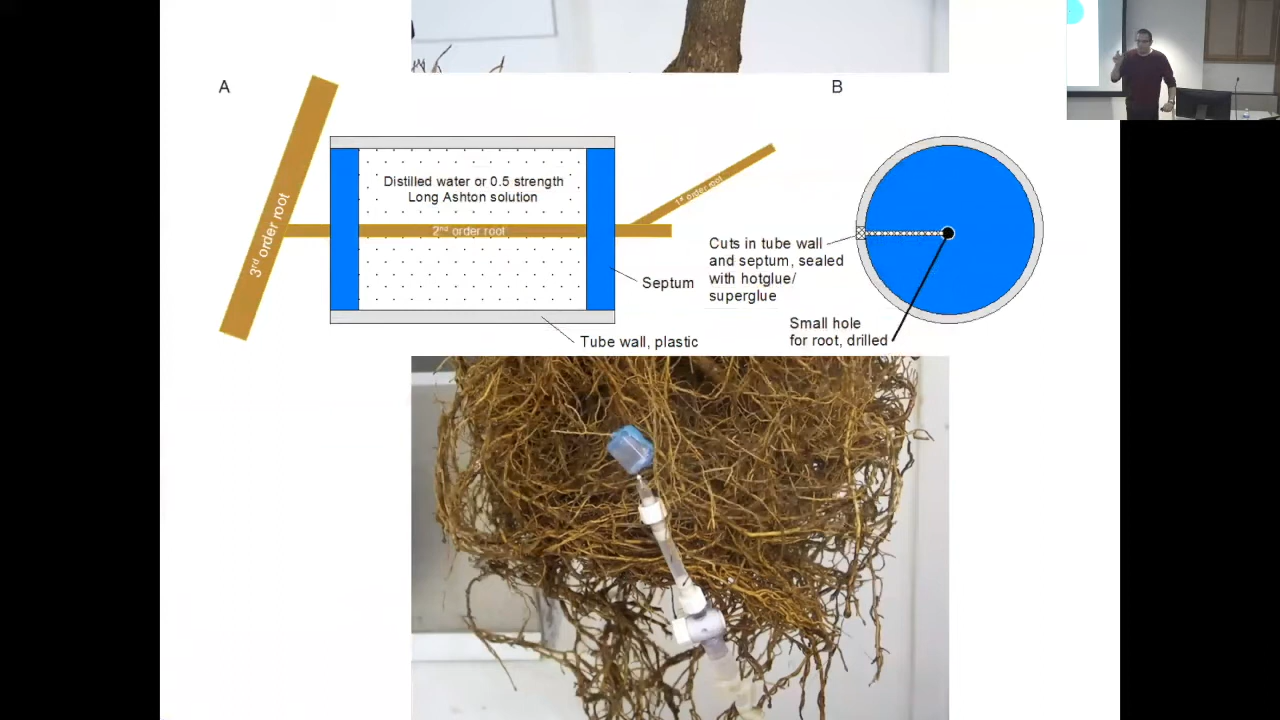 A
B
Distilled water or 0.5 strength
Long Ashton solution
1st order root
2nd order root
3rd order root
Cuts in tube wall
and septum, sealed
with hotglue/
superglue
Septum
Small hole
for root, drilled
Tube wall, plastic